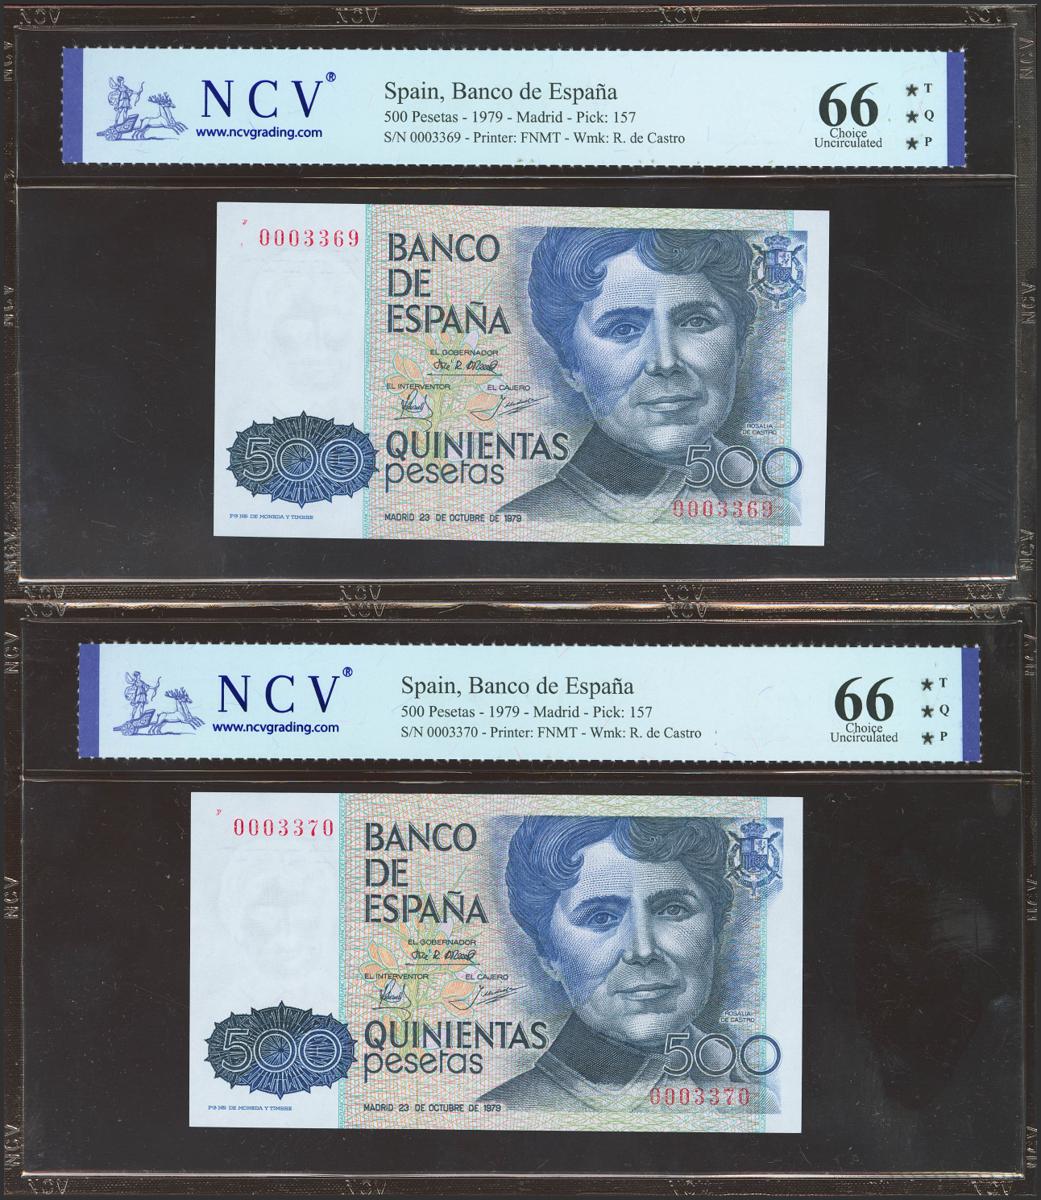 NCV®
www.ncvgrading.com
Spain, Banco de España
500 Pesetas - 1979 - Madrid - Pick: 157
S/N 0003369 - Printer: FNMT - Wmk: R. de Castro
66
Choice
Uncirculated
★ T
★ Q
★ P
0003369
BANCO
DE
ESPAÑA
EL GOBERNADOR
EL INTERVENTOR EL CAJERO
ROSALIA
DE CASTRO
500
QUINIENTAS
pesetas
500
0003369
MADRID 23 DE OCTUBRE DE 1979
NCV®
www.ncvgrading.com
Spain, Banco de España
500 Pesetas - 1979 - Madrid - Pick: 157
S/N 0003370 - Printer: FNMT - Wmk: R. de Castro
66
Choice
Uncirculated
★ T
★ Q
★ P
0003370
BANCO
DE
ESPAÑA
EL GOBERNADOR
EL INTERVENTOR EL CAJERO
ROSALIA
DE CASTRO
500
QUINIENTAS
pesetas
500
0003370
MADRID 23 DE OCTUBRE DE 1979